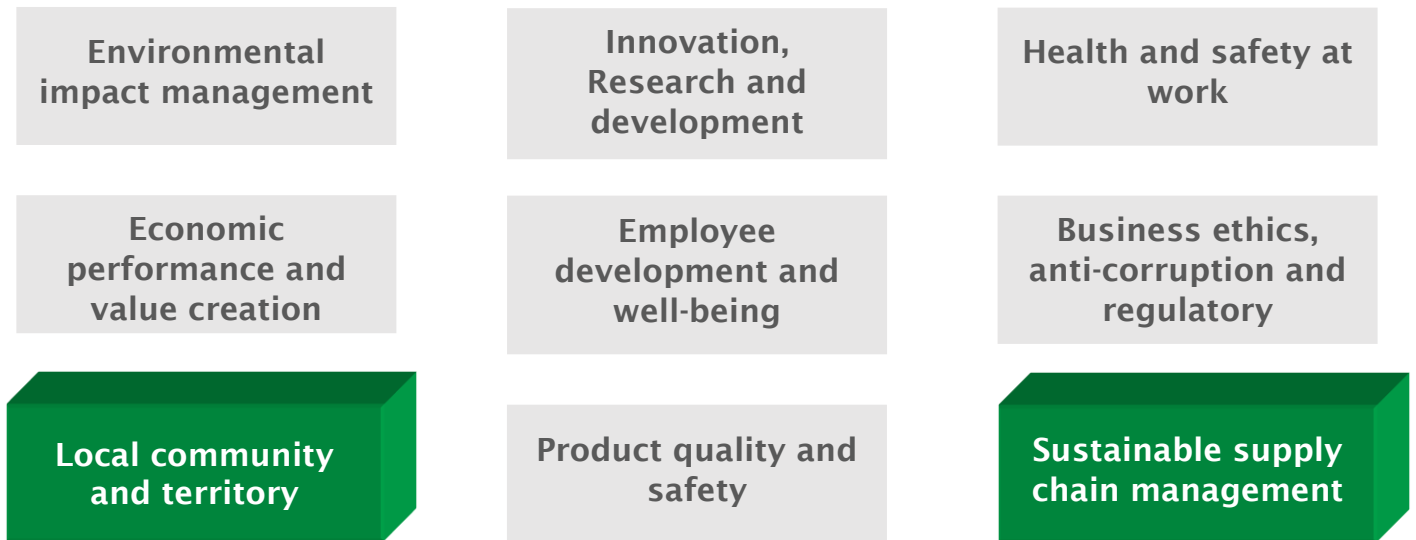 Environmental
impact management
Innovation,
Research and
development
Health and safety at
work
Economic
performance and
value creation
Employee
development and
well-being
Business ethics,
anti-corruption and
regulatory
Local community
and territory
Product quality and
safety
Sustainable supply
chain management